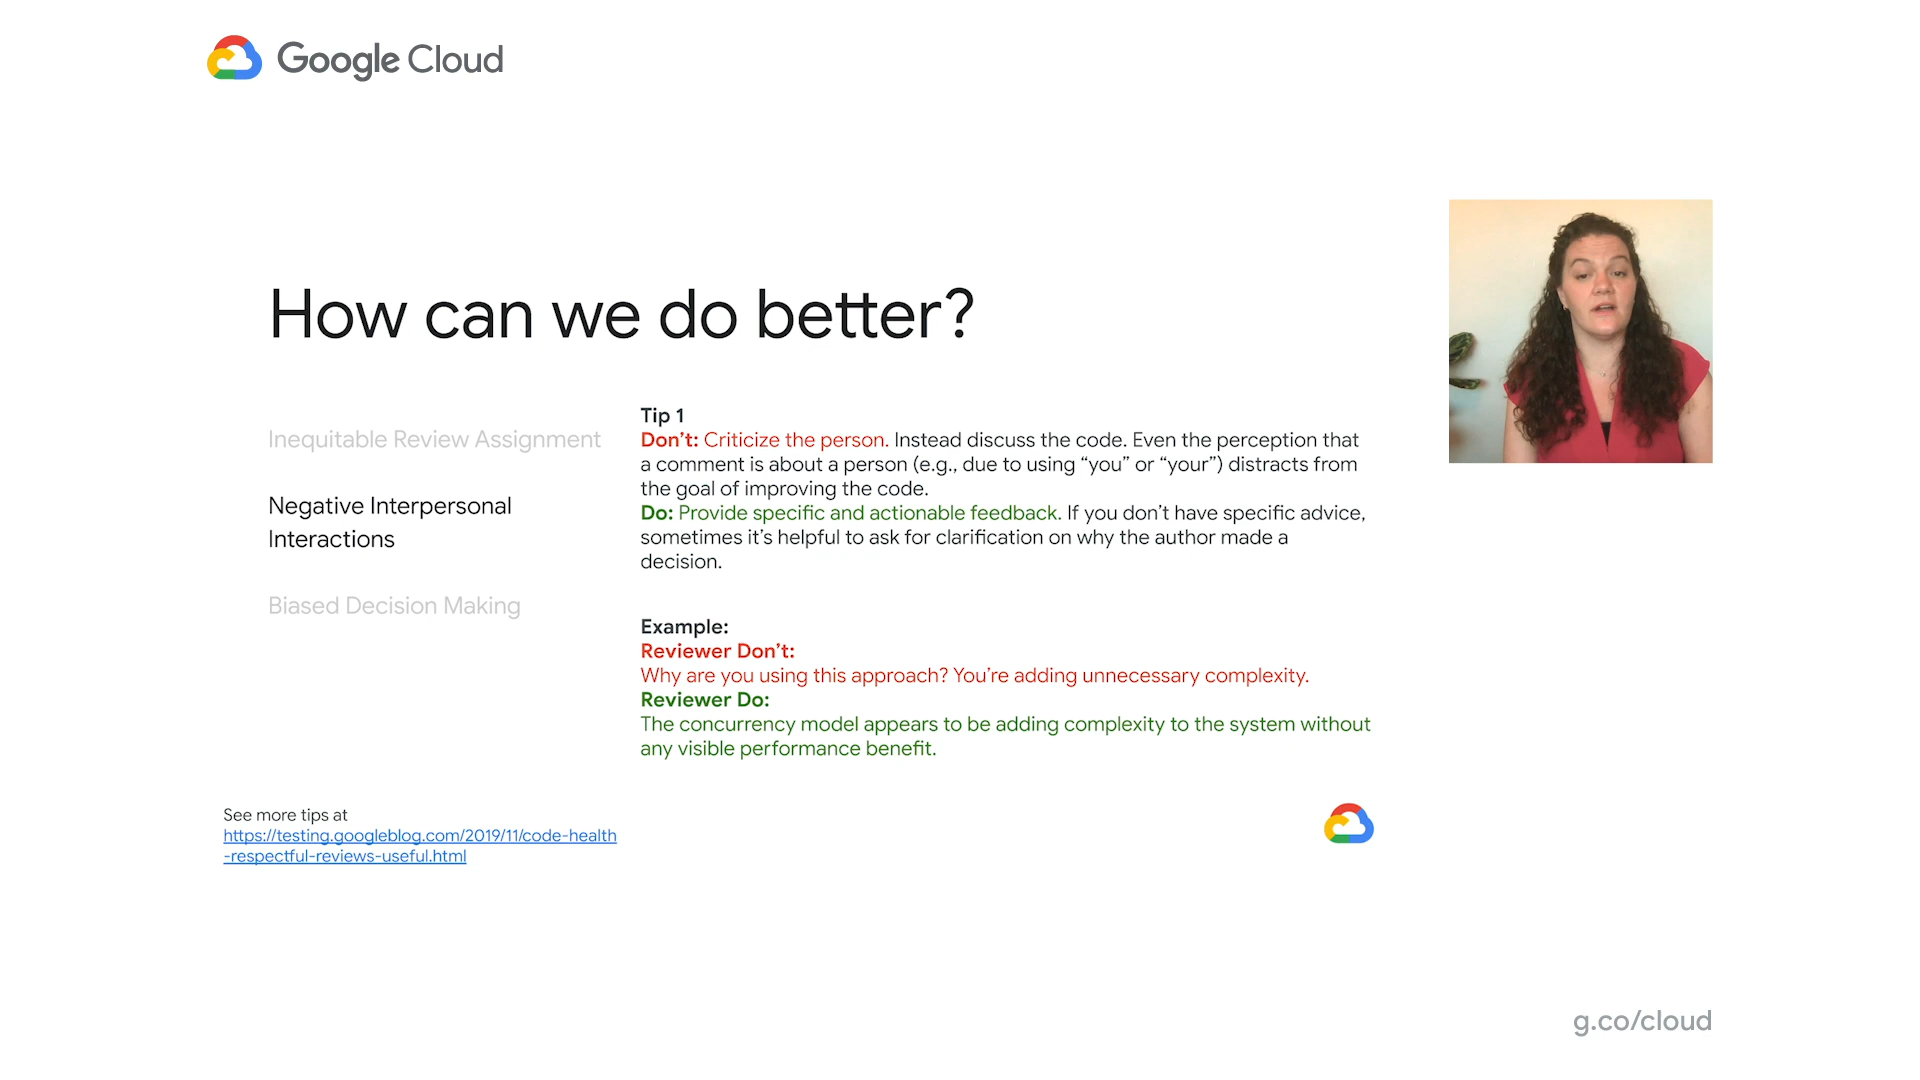 Google Cloud
How can we do better?
Inequitable Review Assignment
Negative Interpersonal
Interactions
Biased Decision Making
Tip 1
Don’t: Criticize the person. Instead discuss the code. Even the perception that
a comment is about a person (e.g., due to using “you” or “your”) distracts from
the goal of improving the code.
Do: Provide specific and actionable feedback. If you don’t have specific advice,
sometimes it’s helpful to ask for clarification on why the author made a
decision.
Example:
Reviewer Don’t:
Why are you using this approach? You’re adding unnecessary complexity.
Reviewer Do:
The concurrency model appears to be adding complexity to the system without
any visible performance benefit.
See more tips at
https://testing.googleblog.com/2019/11/code-health
-respectful-reviews-useful.html
g.co/cloud